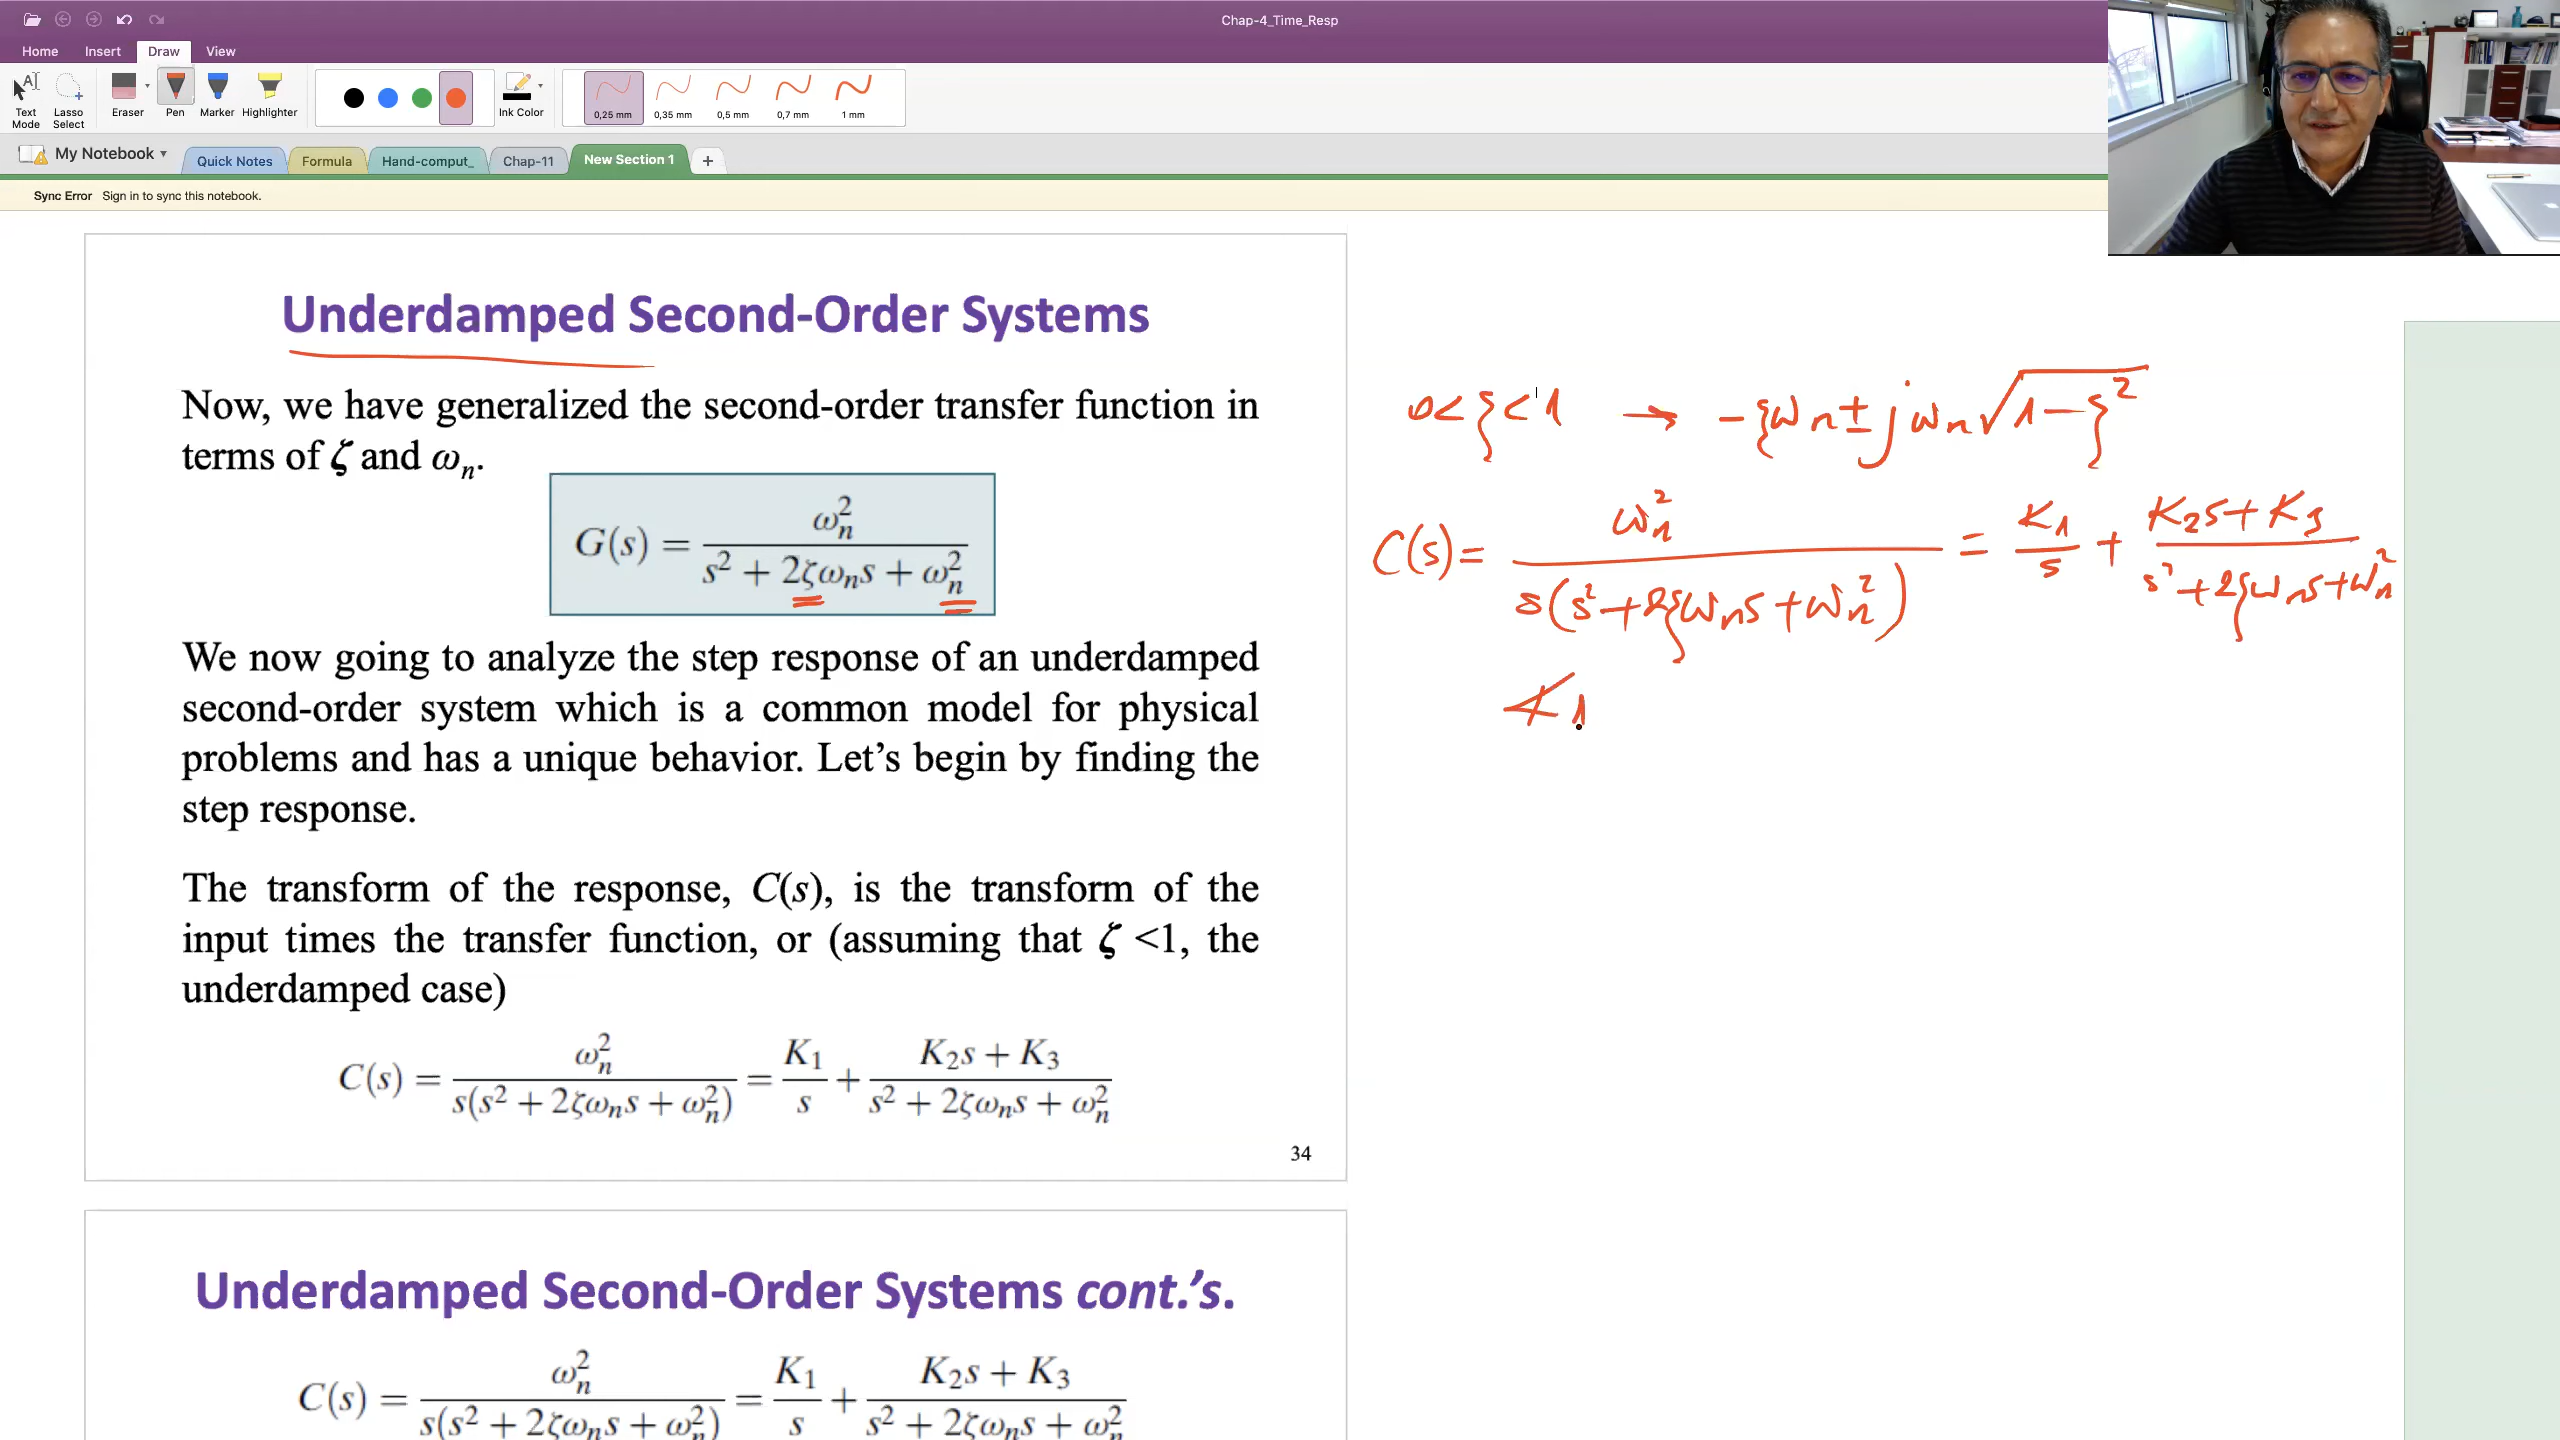 Chap-4_Time_Resp
Home Insert Draw View
Text Mode Lasso Select Eraser Pen Marker Highlighter Ink Color 0,25 mm 0,35 mm 0,5 mm 0,7 mm 1 mm
My Notebook Quick Notes Formula Hand-comput_ Chap-11 New Section 1 +
Sync Error Sign in to sync this notebook.
Underdamped Second-Order Systems
Now, we have generalized the second-order transfer function in
terms of ζ and ωₙ.
G(s) = ωₙ² / (s² + 2ζωₙs + ωₙ²)
We now going to analyze the step response of an underdamped
second-order system which is a common model for physical
problems and has a unique behavior. Let’s begin by finding the
step response.
The transform of the response, C(s), is the transform of the
input times the transfer function, or (assuming that ζ <1, the
underdamped case)
C(s) = ωₙ² / (s(s² + 2ζωₙs + ωₙ²)) = K₁/s + (K₂s + K₃) / (s² + 2ζωₙs + ωₙ²)
34
0<ζ<1 → -ζωₙ ± jωₙ√(1-ζ²)
C(s) = ωₙ² / (s(s² + 2ζωₙs + ωₙ²)) = K₁/s + (K₂s + K₃) / (s² + 2ζωₙs + ωₙ²)
K₁
Underdamped Second-Order Systems cont.’s.
C(s) = ωₙ² / (s(s² + 2ζωₙs + ωₙ²)) = K₁/s + (K₂s + K₃) / (s² + 2ζωₙs + ωₙ²)